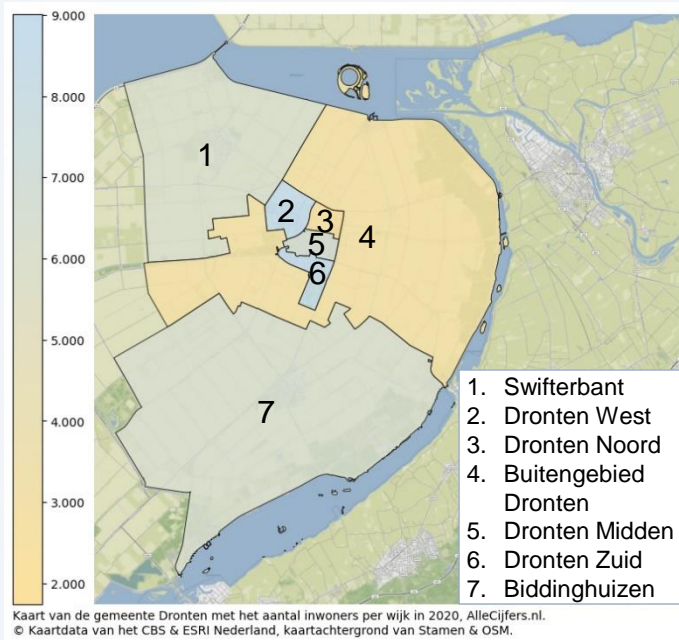 9.000
8.000
7.000
6.000
5.000
4.000
3.000
2.000
1
2
3
4
5
6
7
1. Swifterbant
2. Dronten West
3. Dronten Noord
4. Buitengebied
Dronten
5. Dronten Midden
6. Dronten Zuid
7. Biddinghuizen
Kaart van de gemeente Dronten met het aantal inwoners per wijk in 2020, AlleCijfers.nl.
© Kaartdata van het CBS & ESRI Nederland, kaartachtergrond van Stamen & OSM.